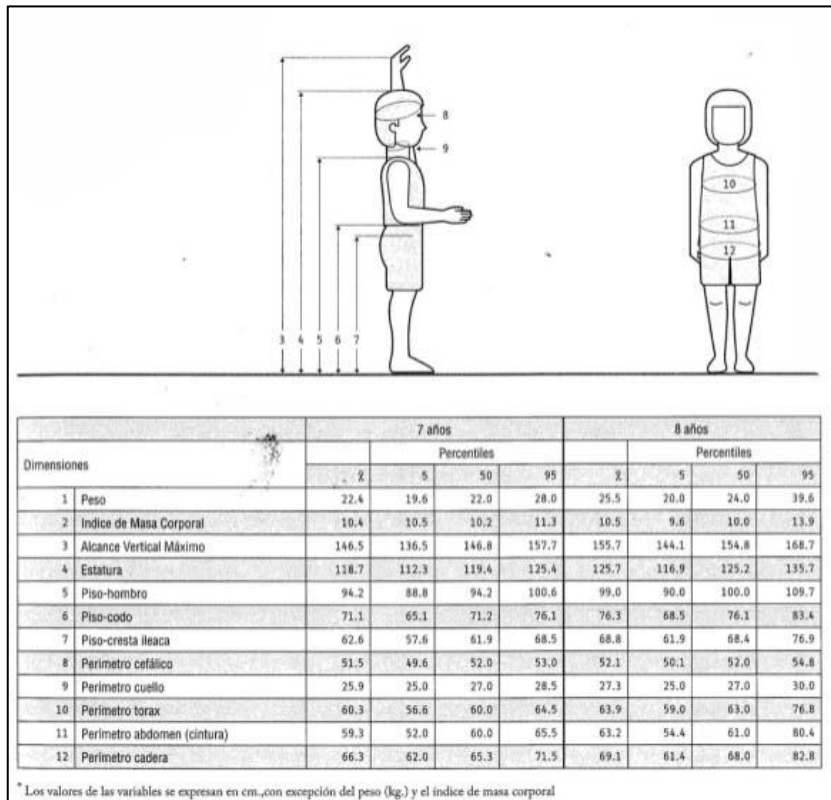 8
9
10
11
12
3 4 5 6 7
7 años 8 años
Dimensiones Percentiles Percentiles
x̄ 5 50 95 x̄ 5 50 95
1 Peso 22.4 19.6 22.0 28.0 25.5 20.0 24.0 39.6
2 Indice de Masa Corporal 10.4 10.5 10.2 11.3 10.5 9.6 10.0 13.9
3 Alcance Vertical Máximo 146.5 136.5 146.8 157.7 155.7 144.1 154.8 168.7
4 Estatura 118.7 112.3 119.4 125.4 125.7 116.9 125.2 135.7
5 Piso-hombro 94.2 88.8 94.2 100.6 99.0 90.0 100.0 109.7
6 Piso-codo 71.1 65.1 71.2 76.1 76.3 68.5 76.1 83.4
7 Piso-cresta ileaca 62.6 57.6 61.9 68.5 68.8 61.9 68.4 76.9
8 Perimetro cefálico 51.5 49.6 52.0 53.0 52.1 50.1 52.0 54.8
9 Perimetro cuello 25.9 25.0 27.0 28.5 27.3 25.0 27.0 30.0
10 Perimetro torax 60.3 56.6 60.0 64.5 63.9 59.0 63.0 76.8
11 Perimetro abdomen (cintura) 59.3 52.0 60.0 65.5 63.2 54.4 61.0 80.4
12 Perimetro cadera 66.3 62.0 65.3 71.5 69.1 61.4 68.0 82.8
* Los valores de las variables se expresan en cm.,con excepción del peso (kg.) y el índice de masa corporal